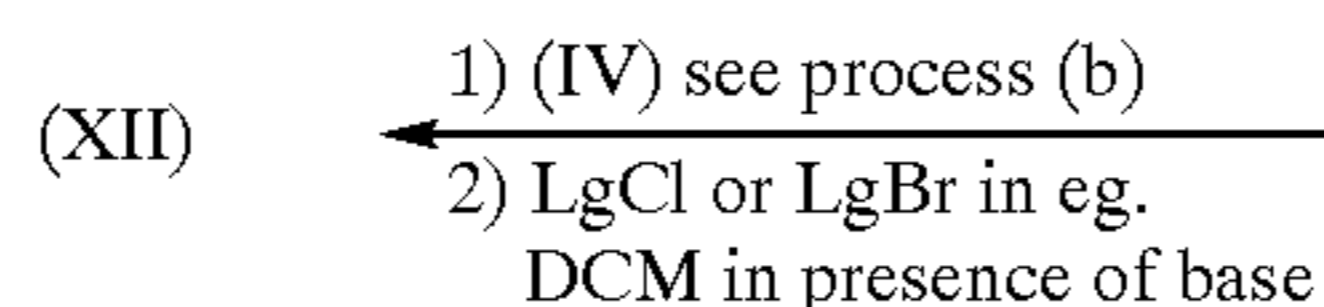 1) (IV) see process (b)
(XII)
2) LgCl or LgBr in eg.
DCM in presence of base